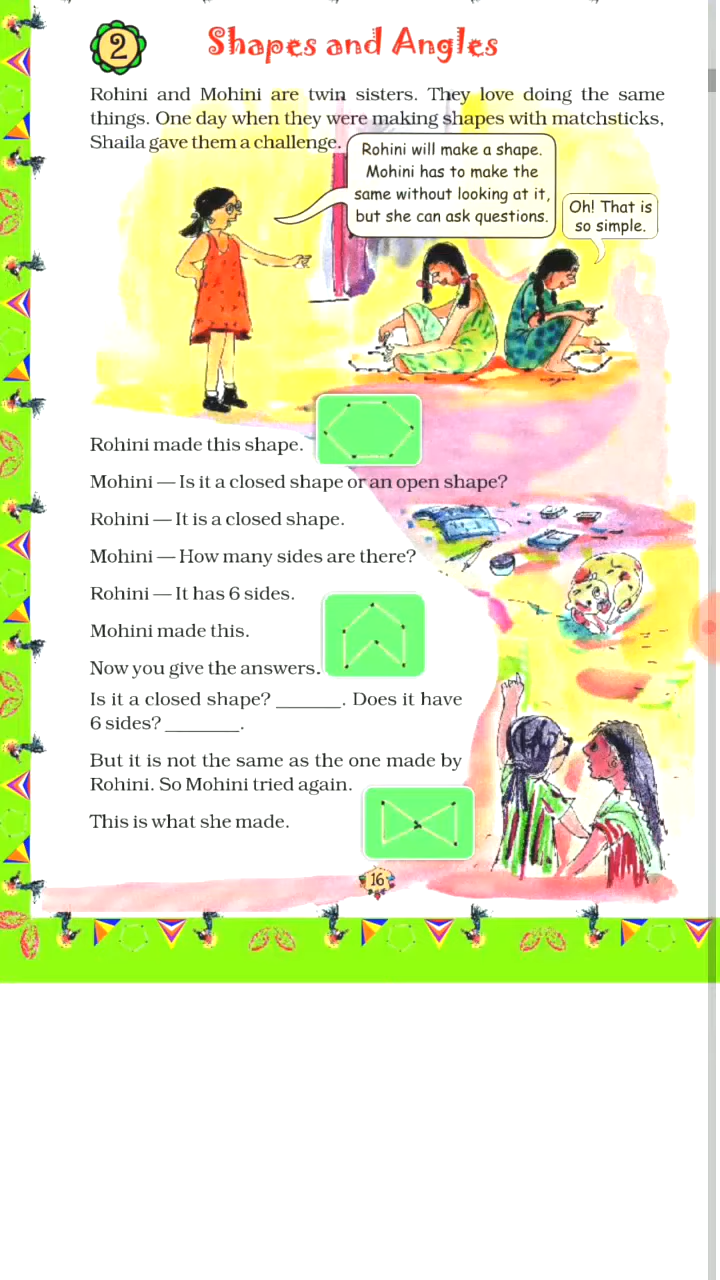 2
Shapes and Angles
Rohini and Mohini are twin sisters. They love doing the same
things. One day when they were making shapes with matchsticks,
Shaila gave them a challenge.
Rohini will make a shape.
Mohini has to make the
same without looking at it,
but she can ask questions.
Oh! That is
so simple.
Rohini made this shape.
Mohini — Is it a closed shape or an open shape?
Rohini — It is a closed shape.
Mohini — How many sides are there?
Rohini — It has 6 sides.
Mohini made this.
Now you give the answers.
Is it a closed shape? ______. Does it have
6 sides? _______.
But it is not the same as the one made by
Rohini. So Mohini tried again.
This is what she made.
16